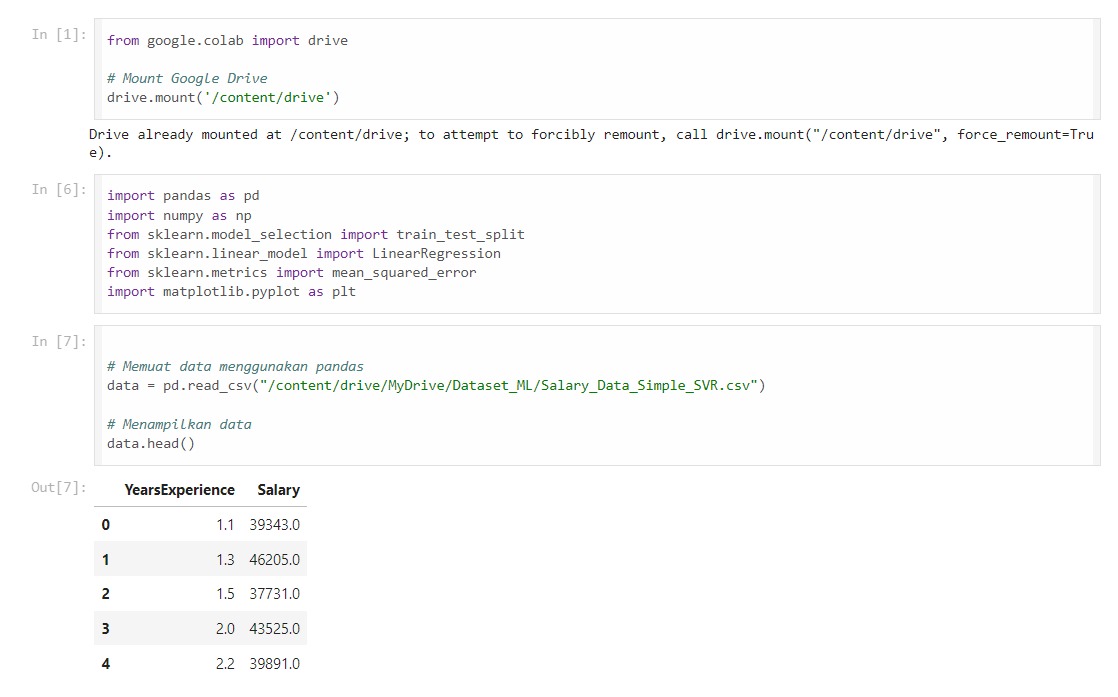 In [1]:
from google.colab import drive
# Mount Google Drive
drive.mount('/content/drive')
Drive already mounted at /content/drive; to attempt to forcibly remount, call drive.mount("/content/drive", force_remount=Tru
e).
In [6]:
import pandas as pd
import numpy as np
from sklearn.model_selection import train_test_split
from sklearn.linear_model import LinearRegression
from sklearn.metrics import mean_squared_error
import matplotlib.pyplot as plt
In [7]:
# Memuat data menggunakan pandas
data = pd.read_csv("/content/drive/MyDrive/Dataset_ML/Salary_Data_Simple_SVR.csv")
# Menampilkan data
data.head()
Out[7]:
YearsExperience Salary
0 1.1 39343.0
1 1.3 46205.0
2 1.5 37731.0
3 2.0 43525.0
4 2.2 39891.0